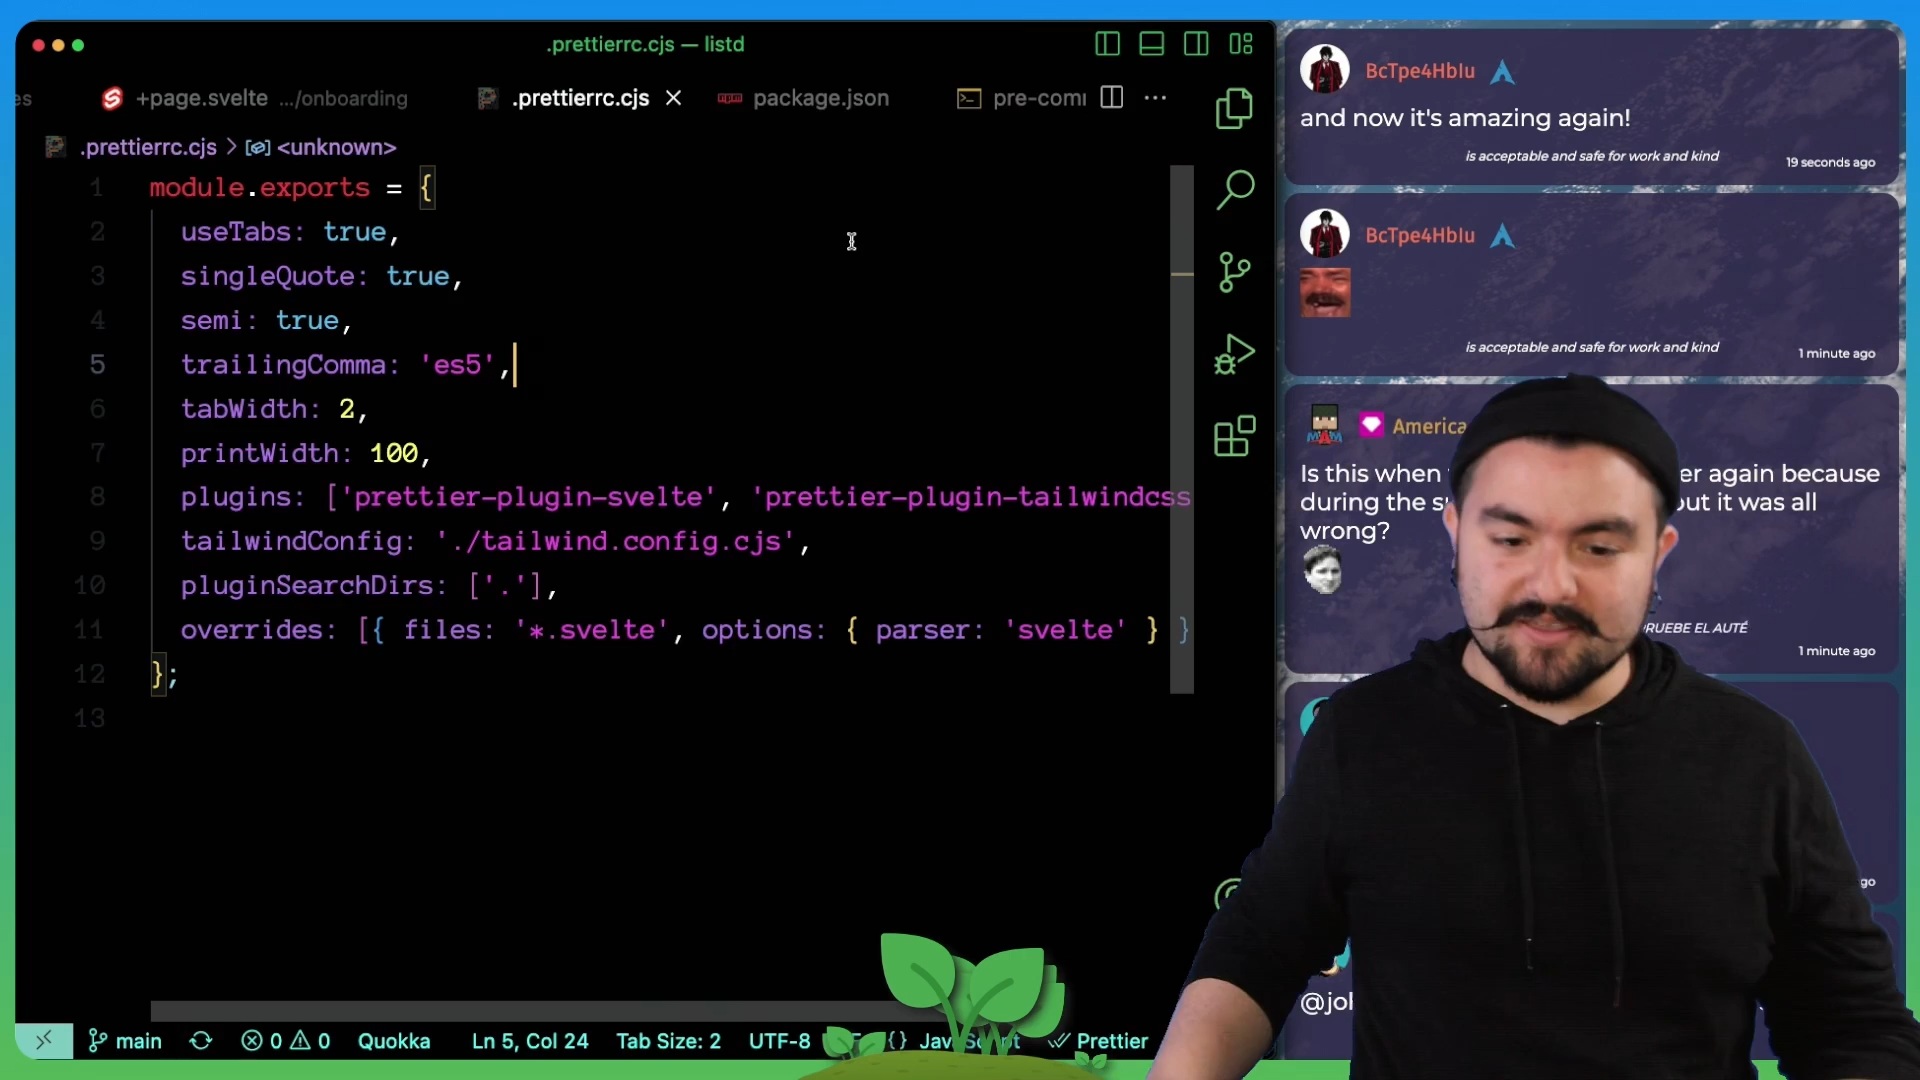 .prettierrc.cjs — listd
es
+page.svelte .../onboarding
.prettierrc.cjs
package.json
pre-comm
.prettierrc.cjs > <unknown>
1 module.exports = {
2 useTabs: true,
3 singleQuote: true,
4 semi: true,
5 trailingComma: 'es5',
6 tabWidth: 2,
7 printWidth: 100,
8 plugins: ['prettier-plugin-svelte', 'prettier-plugin-tailwindcss
9 tailwindConfig: './tailwind.config.cjs',
10 pluginSearchDirs: ['.'],
11 overrides: [{ files: '*.svelte', options: { parser: 'svelte' } }
12 };
13
main
0 0
Quokka
Ln 5, Col 24
Tab Size: 2
UTF-8
{}
Prettier
BcTpe4HbIu
and now it's amazing again!
is acceptable and safe for work and kind
19 seconds ago
BcTpe4HbIu
is acceptable and safe for work and kind
1 minute ago
America
MAM
Is this when er again because
during the out it was all
wrong?
RUEBE EL AUTÉ
1 minute ago
go